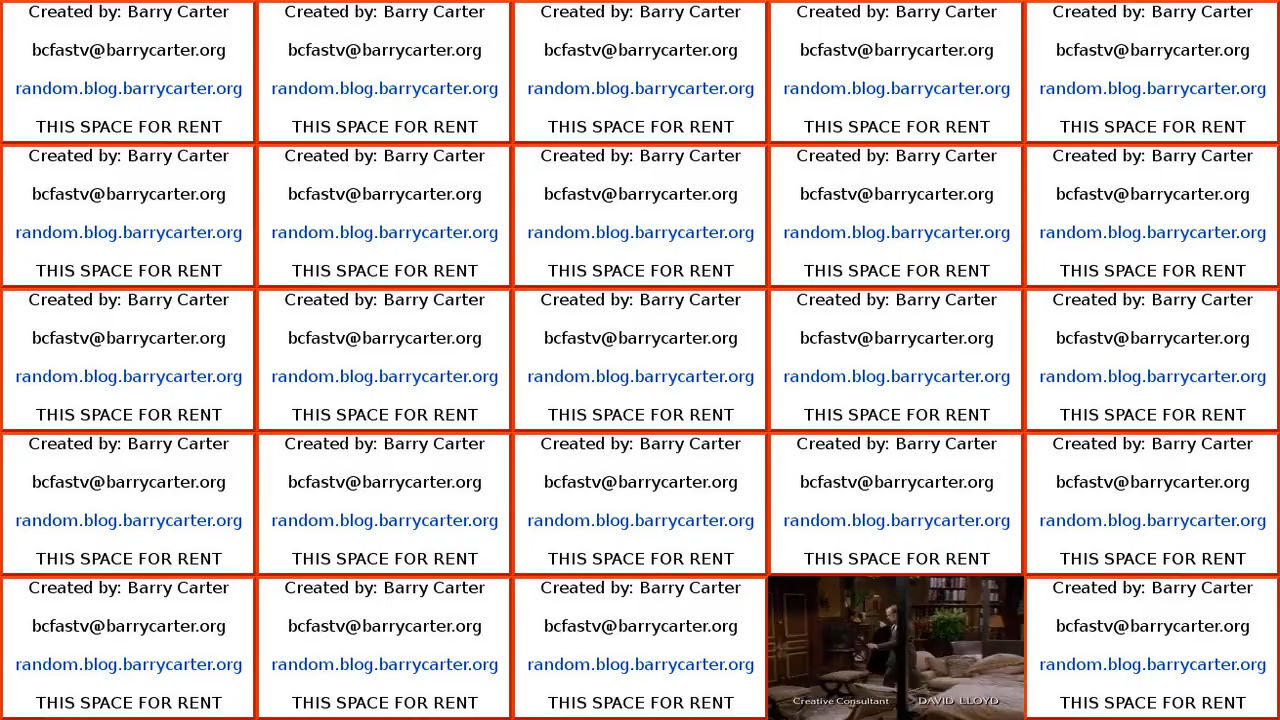 Created by: Barry Carter Created by: Barry Carter Created by: Barry Carter Created by: Barry Carter Created by: Barry Carter
bcfastv@barrycarter.org bcfastv@barrycarter.org bcfastv@barrycarter.org bcfastv@barrycarter.org bcfastv@barrycarter.org
random.blog.barrycarter.org random.blog.barrycarter.org random.blog.barrycarter.org random.blog.barrycarter.org random.blog.barrycarter.org
THIS SPACE FOR RENT THIS SPACE FOR RENT THIS SPACE FOR RENT THIS SPACE FOR RENT THIS SPACE FOR RENT
Created by: Barry Carter Created by: Barry Carter Created by: Barry Carter Created by: Barry Carter Created by: Barry Carter
bcfastv@barrycarter.org bcfastv@barrycarter.org bcfastv@barrycarter.org bcfastv@barrycarter.org bcfastv@barrycarter.org
random.blog.barrycarter.org random.blog.barrycarter.org random.blog.barrycarter.org random.blog.barrycarter.org random.blog.barrycarter.org
THIS SPACE FOR RENT THIS SPACE FOR RENT THIS SPACE FOR RENT THIS SPACE FOR RENT THIS SPACE FOR RENT
Created by: Barry Carter Created by: Barry Carter Created by: Barry Carter Created by: Barry Carter Created by: Barry Carter
bcfastv@barrycarter.org bcfastv@barrycarter.org bcfastv@barrycarter.org bcfastv@barrycarter.org bcfastv@barrycarter.org
random.blog.barrycarter.org random.blog.barrycarter.org random.blog.barrycarter.org random.blog.barrycarter.org random.blog.barrycarter.org
THIS SPACE FOR RENT THIS SPACE FOR RENT THIS SPACE FOR RENT THIS SPACE FOR RENT THIS SPACE FOR RENT
Created by: Barry Carter Created by: Barry Carter Created by: Barry Carter Created by: Barry Carter Created by: Barry Carter
bcfastv@barrycarter.org bcfastv@barrycarter.org bcfastv@barrycarter.org bcfastv@barrycarter.org bcfastv@barrycarter.org
random.blog.barrycarter.org random.blog.barrycarter.org random.blog.barrycarter.org random.blog.barrycarter.org random.blog.barrycarter.org
THIS SPACE FOR RENT THIS SPACE FOR RENT THIS SPACE FOR RENT THIS SPACE FOR RENT THIS SPACE FOR RENT
Created by: Barry Carter Created by: Barry Carter Created by: Barry Carter Created by: Barry Carter
bcfastv@barrycarter.org bcfastv@barrycarter.org bcfastv@barrycarter.org bcfastv@barrycarter.org
random.blog.barrycarter.org random.blog.barrycarter.org random.blog.barrycarter.org random.blog.barrycarter.org
THIS SPACE FOR RENT THIS SPACE FOR RENT THIS SPACE FOR RENT Creative Consultant DAVID LLOYD THIS SPACE FOR RENT